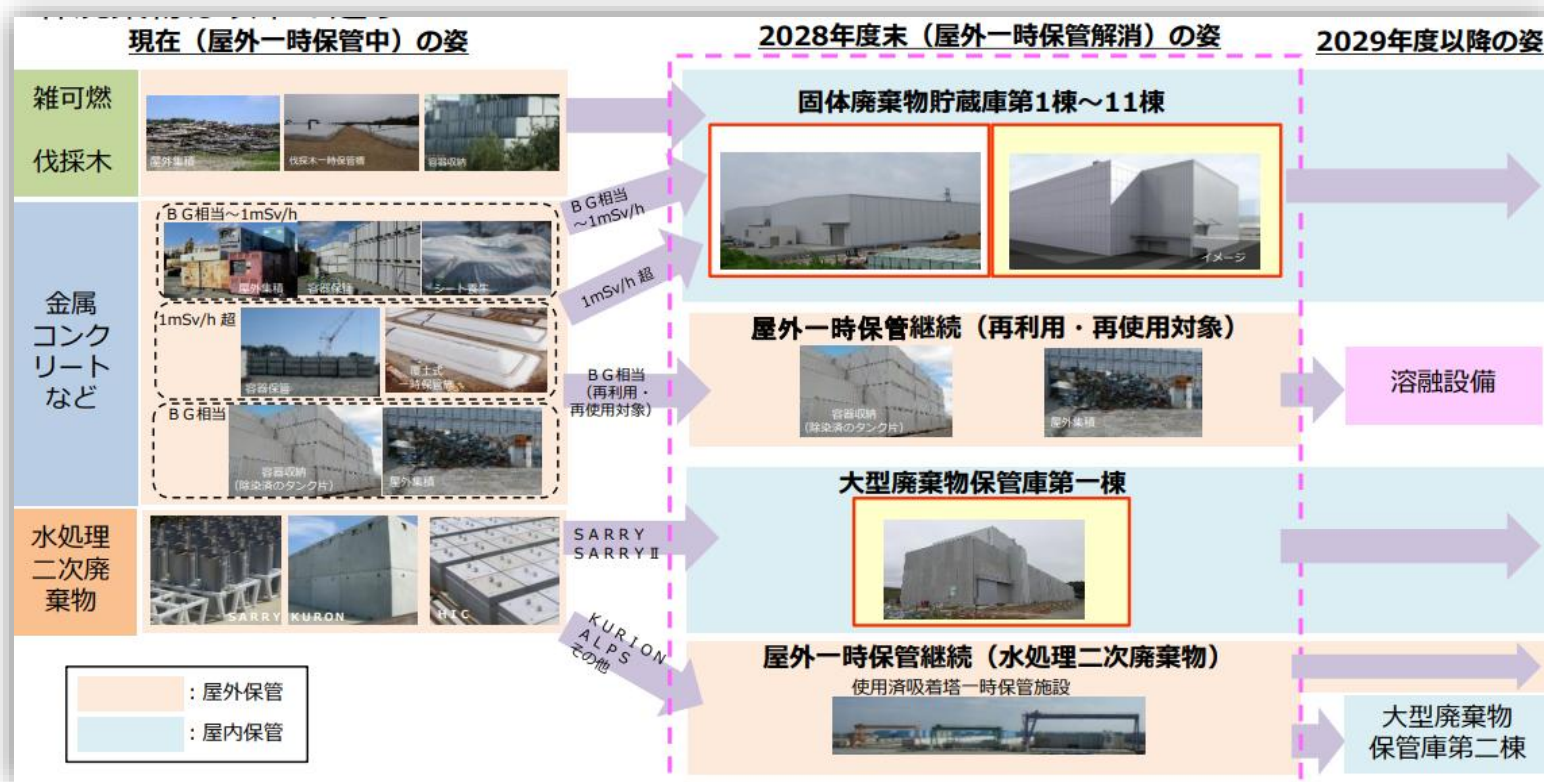 現在（屋外一時保管中）の姿
2028年度末（屋外一時保管解消）の姿
2029年度以降の姿
雑可燃
伐採木
屋外集積
伐採木一時保管槽
容器収納
固体廃棄物貯蔵庫第1棟～11棟
イメージ
金属
コンク
リート
など
ＢＧ相当～1mSv/h
屋外集積
容器保管
シート養生
1mSv/h 超
容器保管
覆土式
一時保管施
ＢＧ相当
容器収納
（除染済のタンク片）
屋外集積
ＢＧ相当
～1mSv/h
1mSv/h 超
ＢＧ相当
（再利用・
再使用対象）
屋外一時保管継続（再利用・再使用対象）
容器収納
（除染済のタンク片）
屋外集積
溶融設備
水処理
二次廃
棄物
SARRY
KURON
HIC
ＳＡＲＲＹ
ＳＡＲＲＹⅡ
大型廃棄物保管庫第一棟
ＫＵＲＩＯＮ
ＡＬＰＳ
その他
屋外一時保管継続（水処理二次廃棄物）
使用済吸着塔一時保管施設
大型廃棄物
保管庫第二棟
：屋外保管
：屋内保管